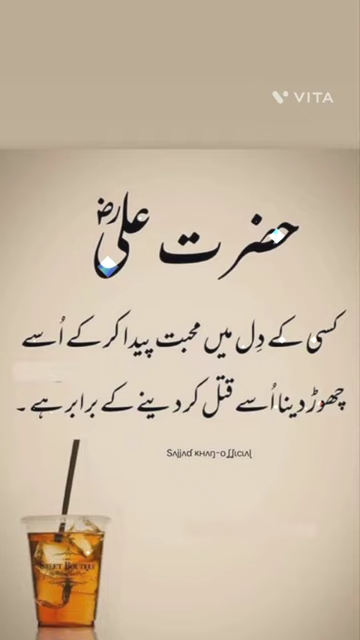 VITA
حضرت علیؓ
کسی کے دِل میں محبت پیدا کر کے اُسے
چھوڑ دینا اُسے قتل کر دینے کے برابر ہے ۔
Sajjad Khan-official